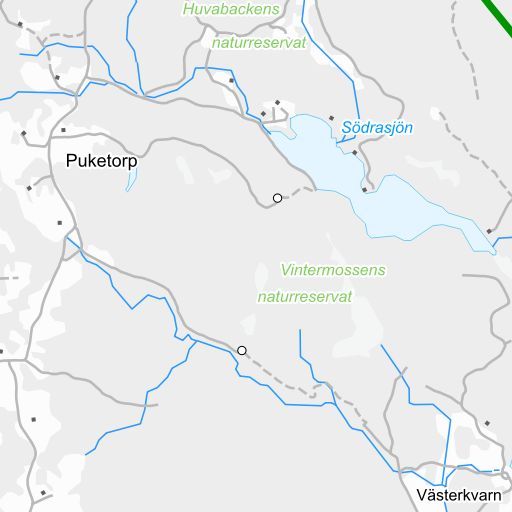 Huvabackens
naturreservat
Södrasjön
Puketorp
Vintermossens
naturreservat
Västerkvarn